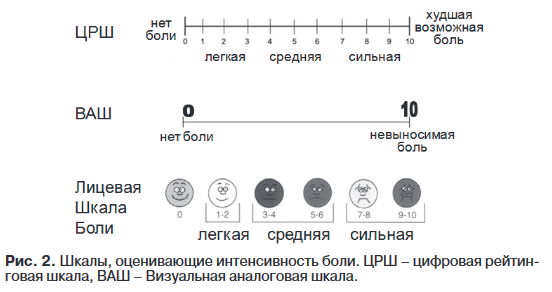 ЦРШ
нет боли
0 1 2 3 4 5 6 7 8 9 10
худшая возможная боль
легкая средняя сильная
ВАШ
0 10
нет боли
невыносимая боль
Лицевая
Шкала
Боли
0 1-2 3-4 5-6 7-8 9-10
легкая средняя сильная
Рис. 2. Шкалы, оценивающие интенсивность боли. ЦРШ – цифровая рейтин-
говая шкала, ВАШ – Визуальная аналоговая шкала.